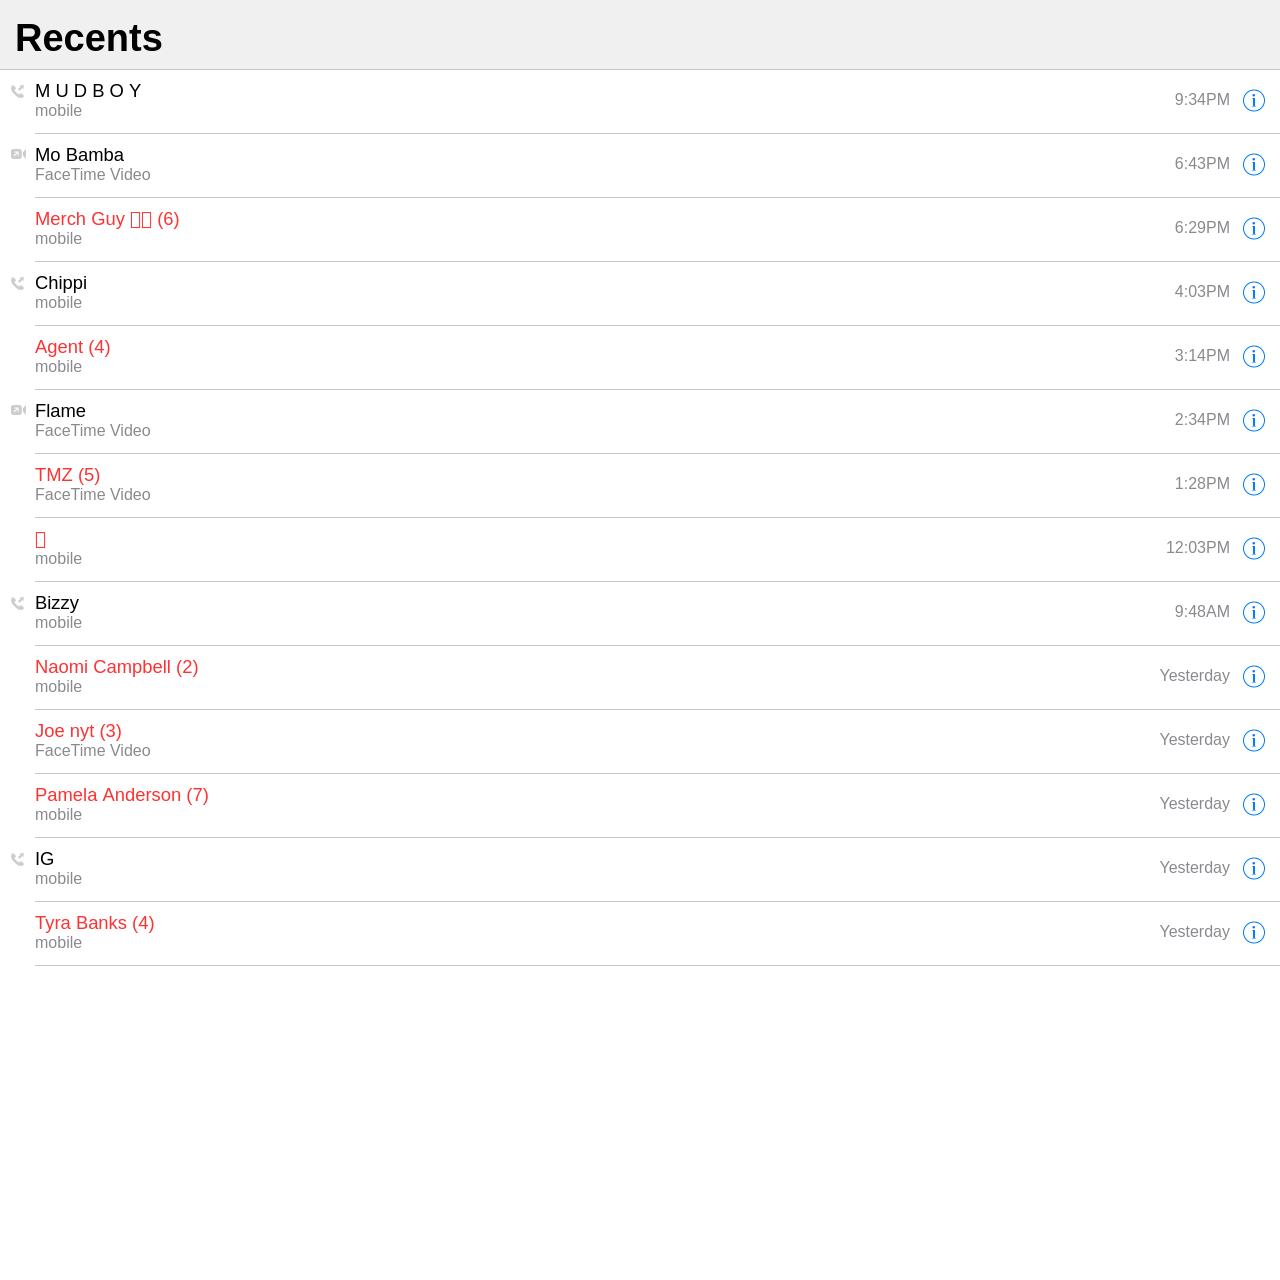 Recents
M U D B O Y
mobile
9:34PM
Mo Bamba
FaceTime Video
6:43PM
Merch Guy (6)
mobile
6:29PM
Chippi
mobile
4:03PM
Agent (4)
mobile
3:14PM
Flame
FaceTime Video
2:34PM
TMZ (5)
FaceTime Video
1:28PM
mobile
12:03PM
Bizzy
mobile
9:48AM
Naomi Campbell (2)
mobile
Yesterday
Joe nyt (3)
FaceTime Video
Yesterday
Pamela Anderson (7)
mobile
Yesterday
IG
mobile
Yesterday
Tyra Banks (4)
mobile
Yesterday